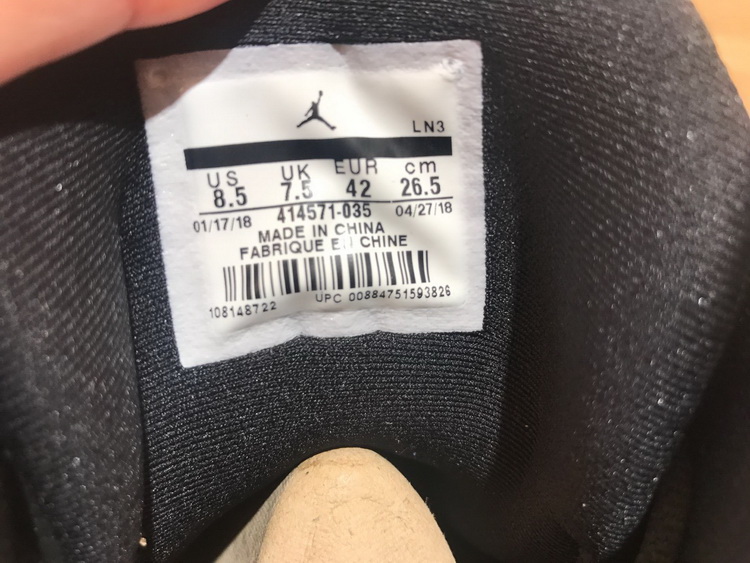 LN3
US UK EUR cm
8.5 7.5 42 26.5
01/17/18 414571-035 04/27/18
MADE IN CHINA
FABRIQUE EN CHINE
108148722 UPC 00884751593826